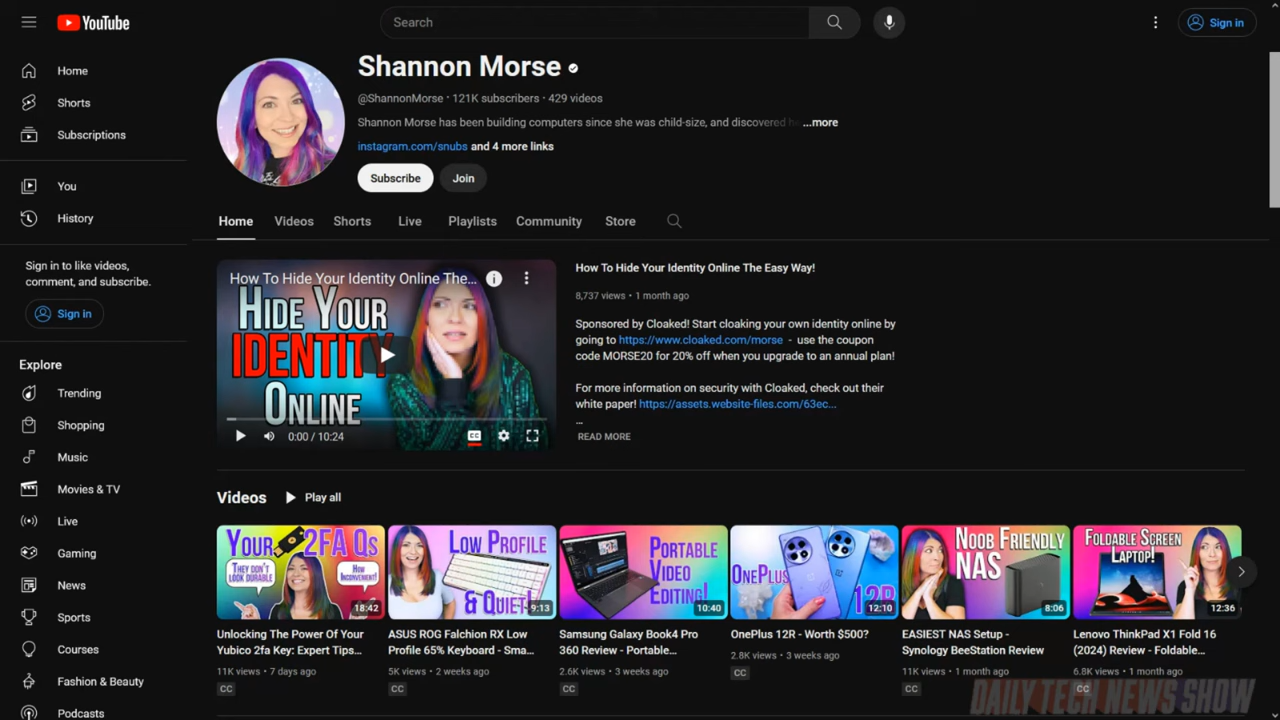 YouTube
Search
Sign in
Home
Shorts
Subscriptions
You
History
Sign in to like videos,
comment, and subscribe.
Sign in
Explore
Trending
Shopping
Music
Movies & TV
Live
Gaming
News
Sports
Courses
Fashion & Beauty
Podcasts
Shannon Morse
@ShannonMorse · 121K subscribers · 429 videos
Shannon Morse has been building computers since she was child-size, and discovered ...more
instagram.com/snubs and 4 more links
Subscribe
Join
Home
Videos
Shorts
Live
Playlists
Community
Store
How To Hide Your Identity Online The...
HIDE YOUR
IDENTITY
ONLINE
0:00 / 10:24
CC
How To Hide Your Identity Online The Easy Way!
8,737 views · 1 month ago
Sponsored by Cloaked! Start cloaking your own identity online by
going to https://www.cloaked.com/morse - use the coupon
code MORSE20 for 20% off when you upgrade to an annual plan!
For more information on security with Cloaked, check out their
white paper! https://assets.website-files.com/63ec...
...
READ MORE
Videos
Play all
YOUR 2FA QS
THEY DON'T
LOOK DURABLE
HOW
INCONVENIENT!
18:42
Unlocking The Power Of Your
Yubico 2fa Key: Expert Tips...
11K views · 7 days ago
CC
LOW PROFILE
& QUIET!
9:13
ASUS ROG Falchion RX Low
Profile 65% Keyboard - Sma...
5K views · 2 weeks ago
CC
PORTABLE
VIDEO
EDITING!
10:40
Samsung Galaxy Book4 Pro
360 Review - Portable...
2.6K views · 3 weeks ago
CC
ONEPLUS
12R
12:10
OnePlus 12R - Worth $500?
2.8K views · 3 weeks ago
CC
NOOB FRIENDLY
NAS
8:06
EASIEST NAS Setup -
Synology BeeStation Review
11K views · 1 month ago
CC
FOLDABLE SCREEN
LAPTOP!
12:36
Lenovo ThinkPad X1 Fold 16
(2024) Review - Foldable...
6.8K views · 1 month ago
CC
DAILY TECH NEWS SHOW